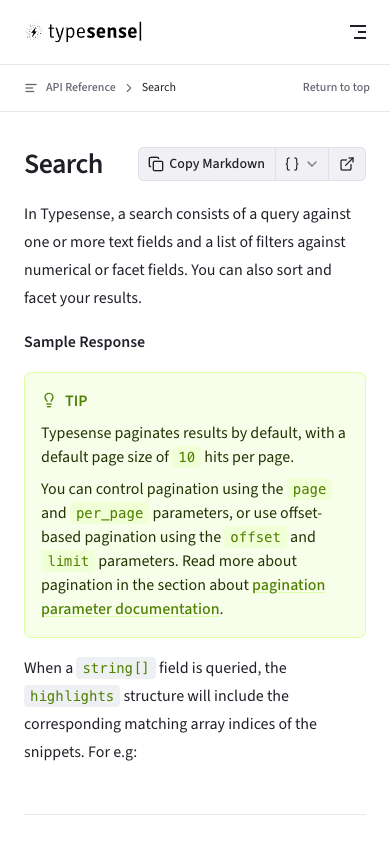 typesense|
API Reference > Search Return to top
Search
Copy Markdown {}
In Typesense, a search consists of a query against
one or more text fields and a list of filters against
numerical or facet fields. You can also sort and
facet your results.
Sample Response
TIP
Typesense paginates results by default, with a
default page size of 10 hits per page.
You can control pagination using the page
and per_page parameters, or use offset-
based pagination using the offset and
limit parameters. Read more about
pagination in the section about pagination
parameter documentation.
When a string[] field is queried, the
highlights structure will include the
corresponding matching array indices of the
snippets. For e.g: